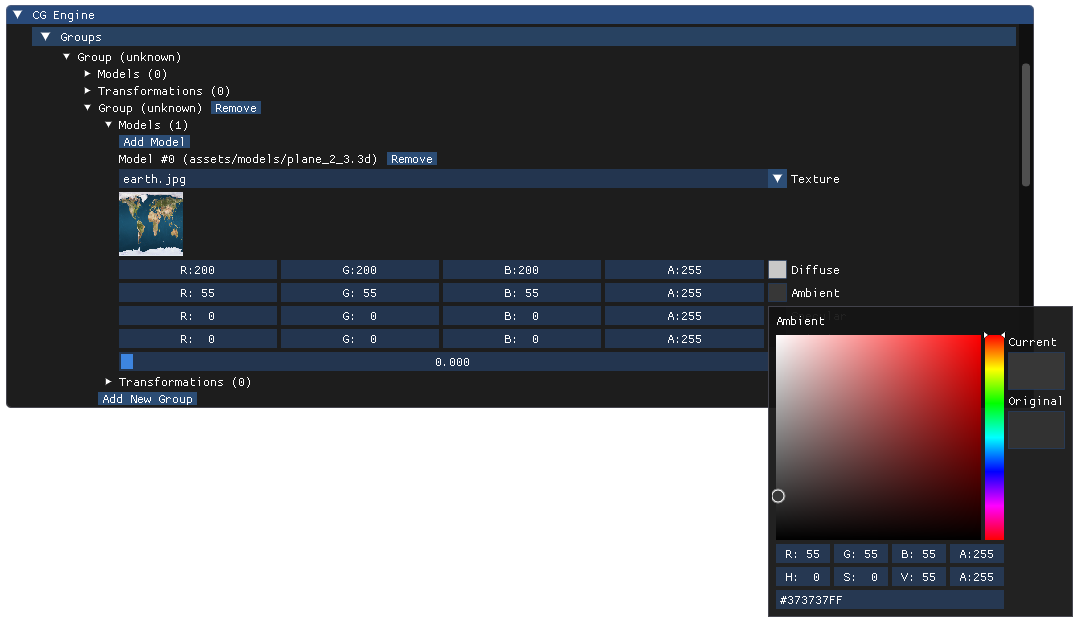 CG Engine
Groups
Group (unknown)
Models (0)
Transformations (0)
Group (unknown) Remove
Models (1)
Add Model
Model #0 (assets/models/plane_2_3.3d) Remove
earth.jpg Texture
R:200 G:200 B:200 A:255 Diffuse
R: 55 G: 55 B: 55 A:255 Ambient
R: 0 G: 0 B: 0 A:255
R: 0 G: 0 B: 0 A:255
0.000
Transformations (0)
Add New Group
Ambient
Current
Original
R: 55 G: 55 B: 55 A:255
H: 0 S: 0 V: 55 A:255
#373737FF